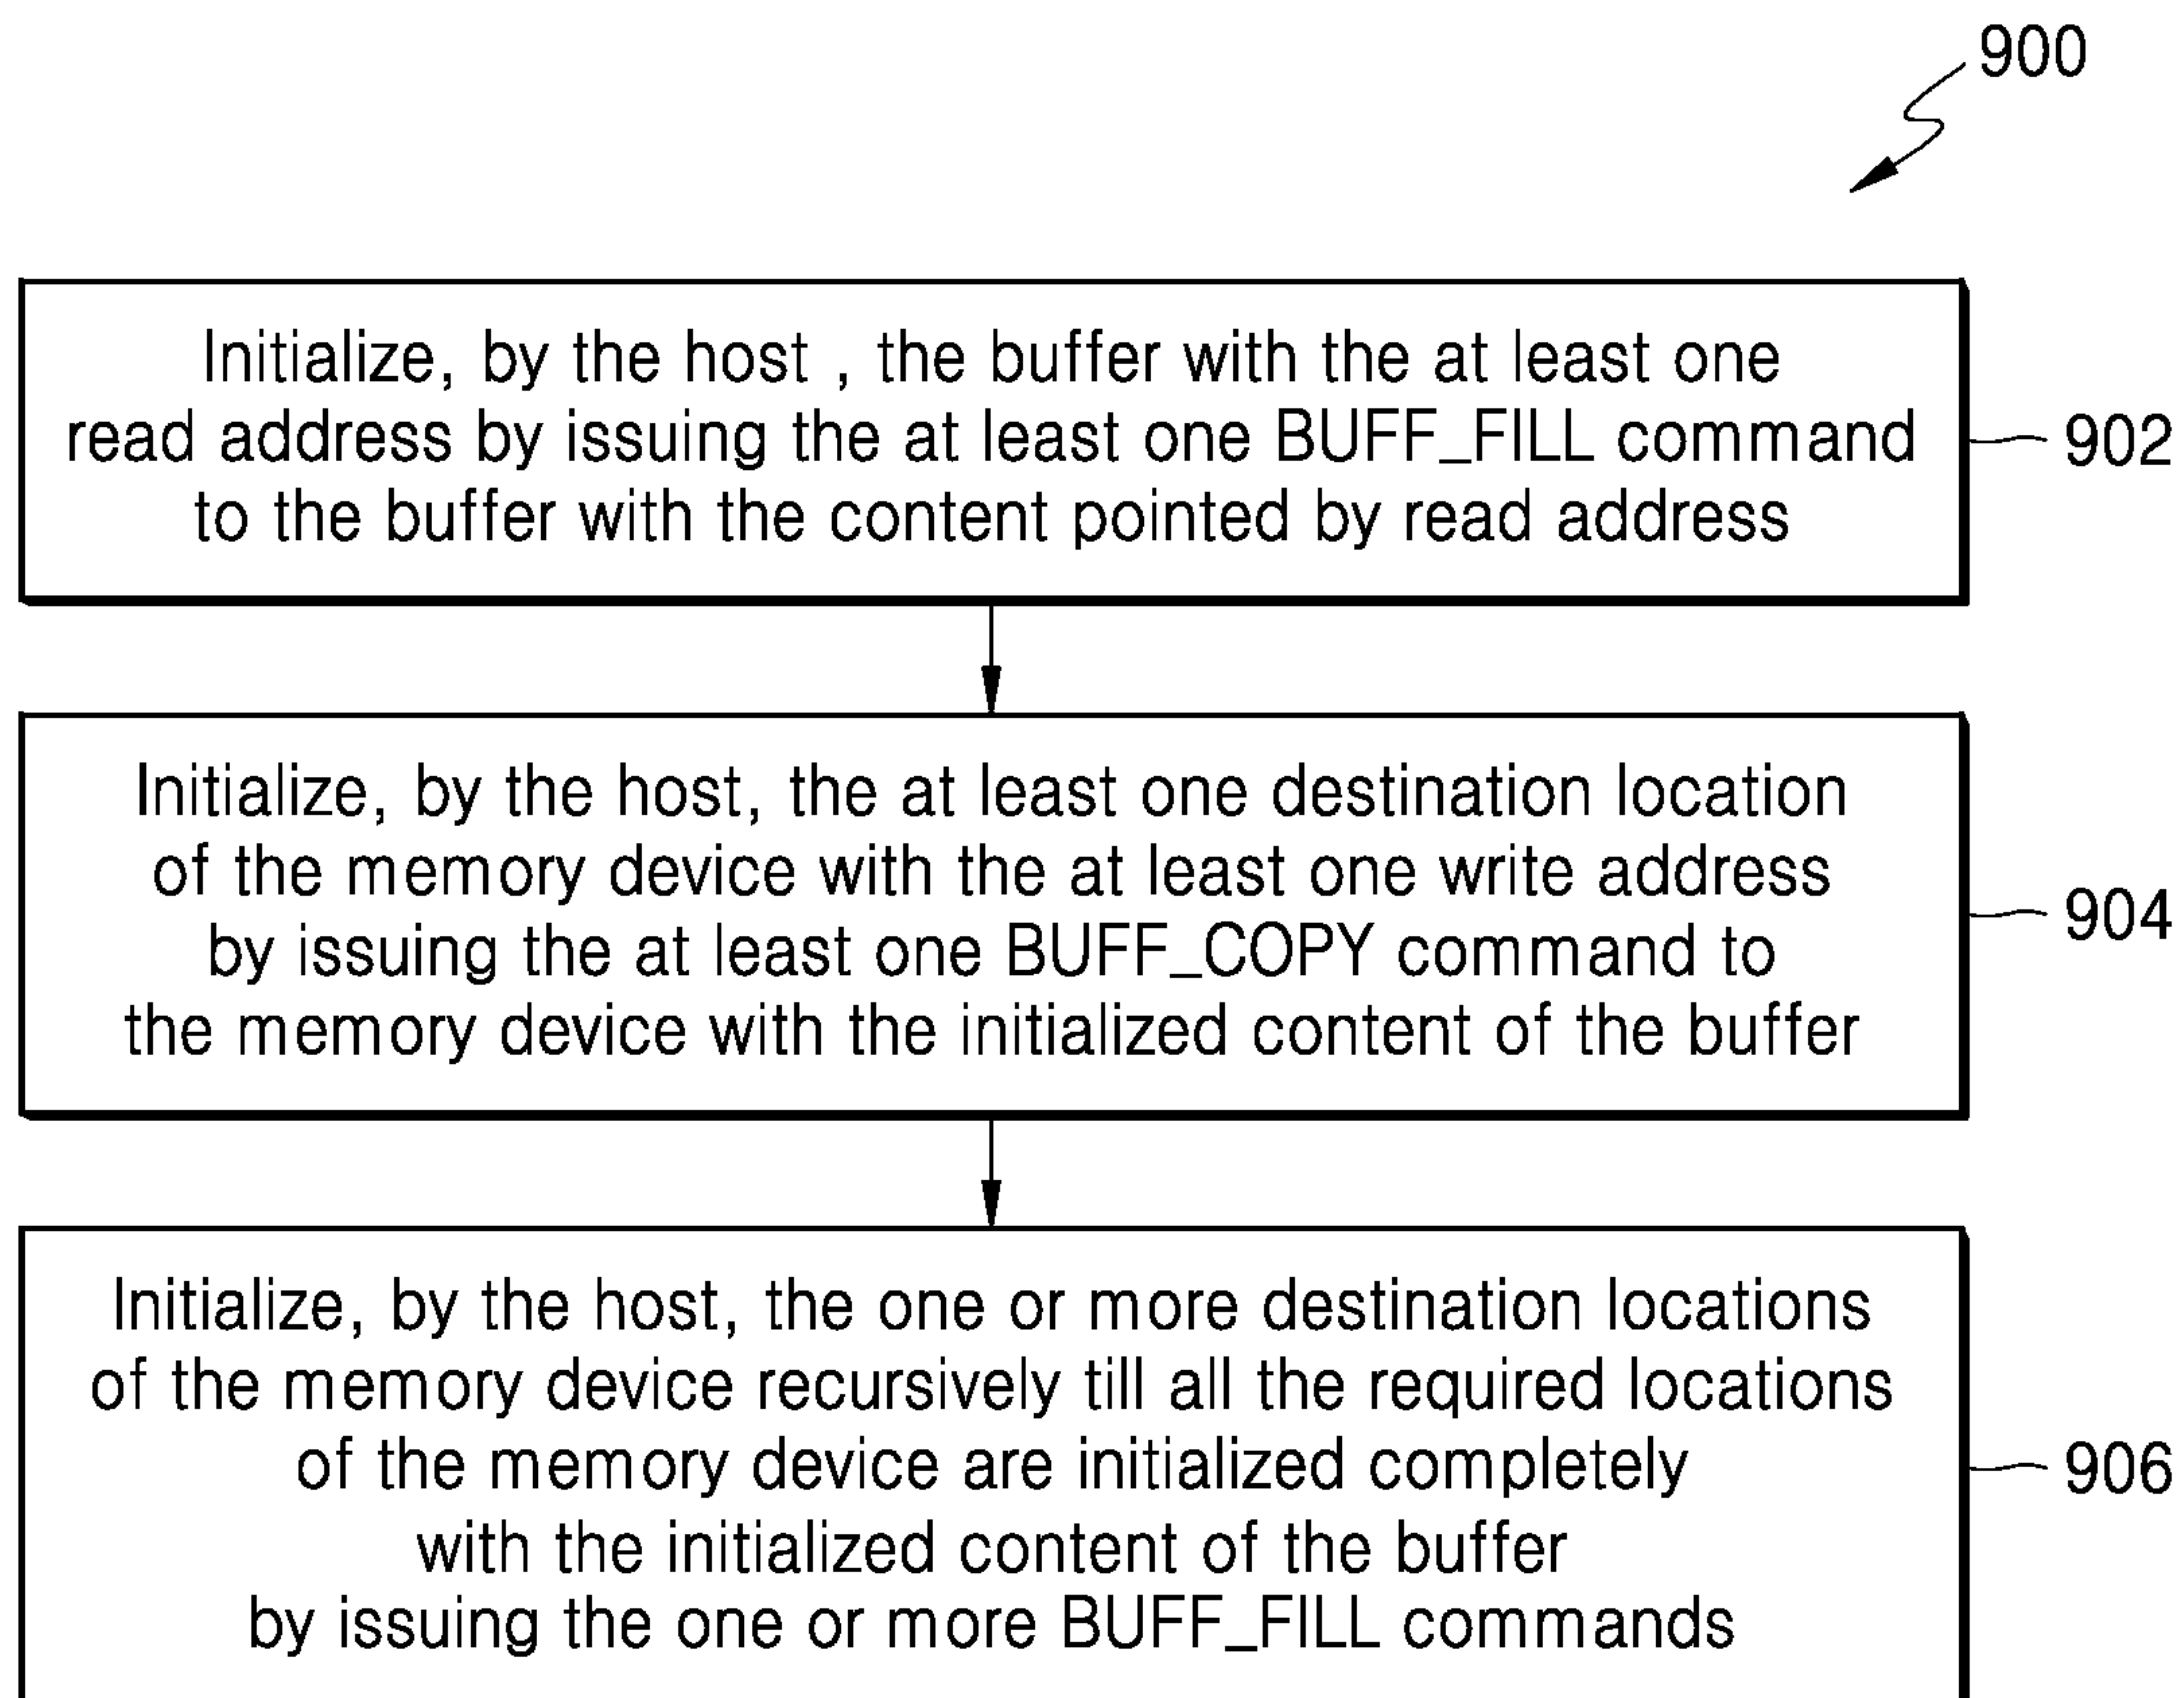 900
Initialize, by the host , the buffer with the at least one
read address by issuing the at least one BUFF_FILL command
to the buffer with the content pointed by read address
902
Initialize, by the host, the at least one destination location
of the memory device with the at least one write address
by issuing the at least one BUFF_COPY command to
the memory device with the initialized content of the buffer
904
Initialize, by the host, the one or more destination locations
of the memory device recursively till all the required locations
of the memory device are initialized completely
with the initialized content of the buffer
by issuing the one or more BUFF_FILL commands
906